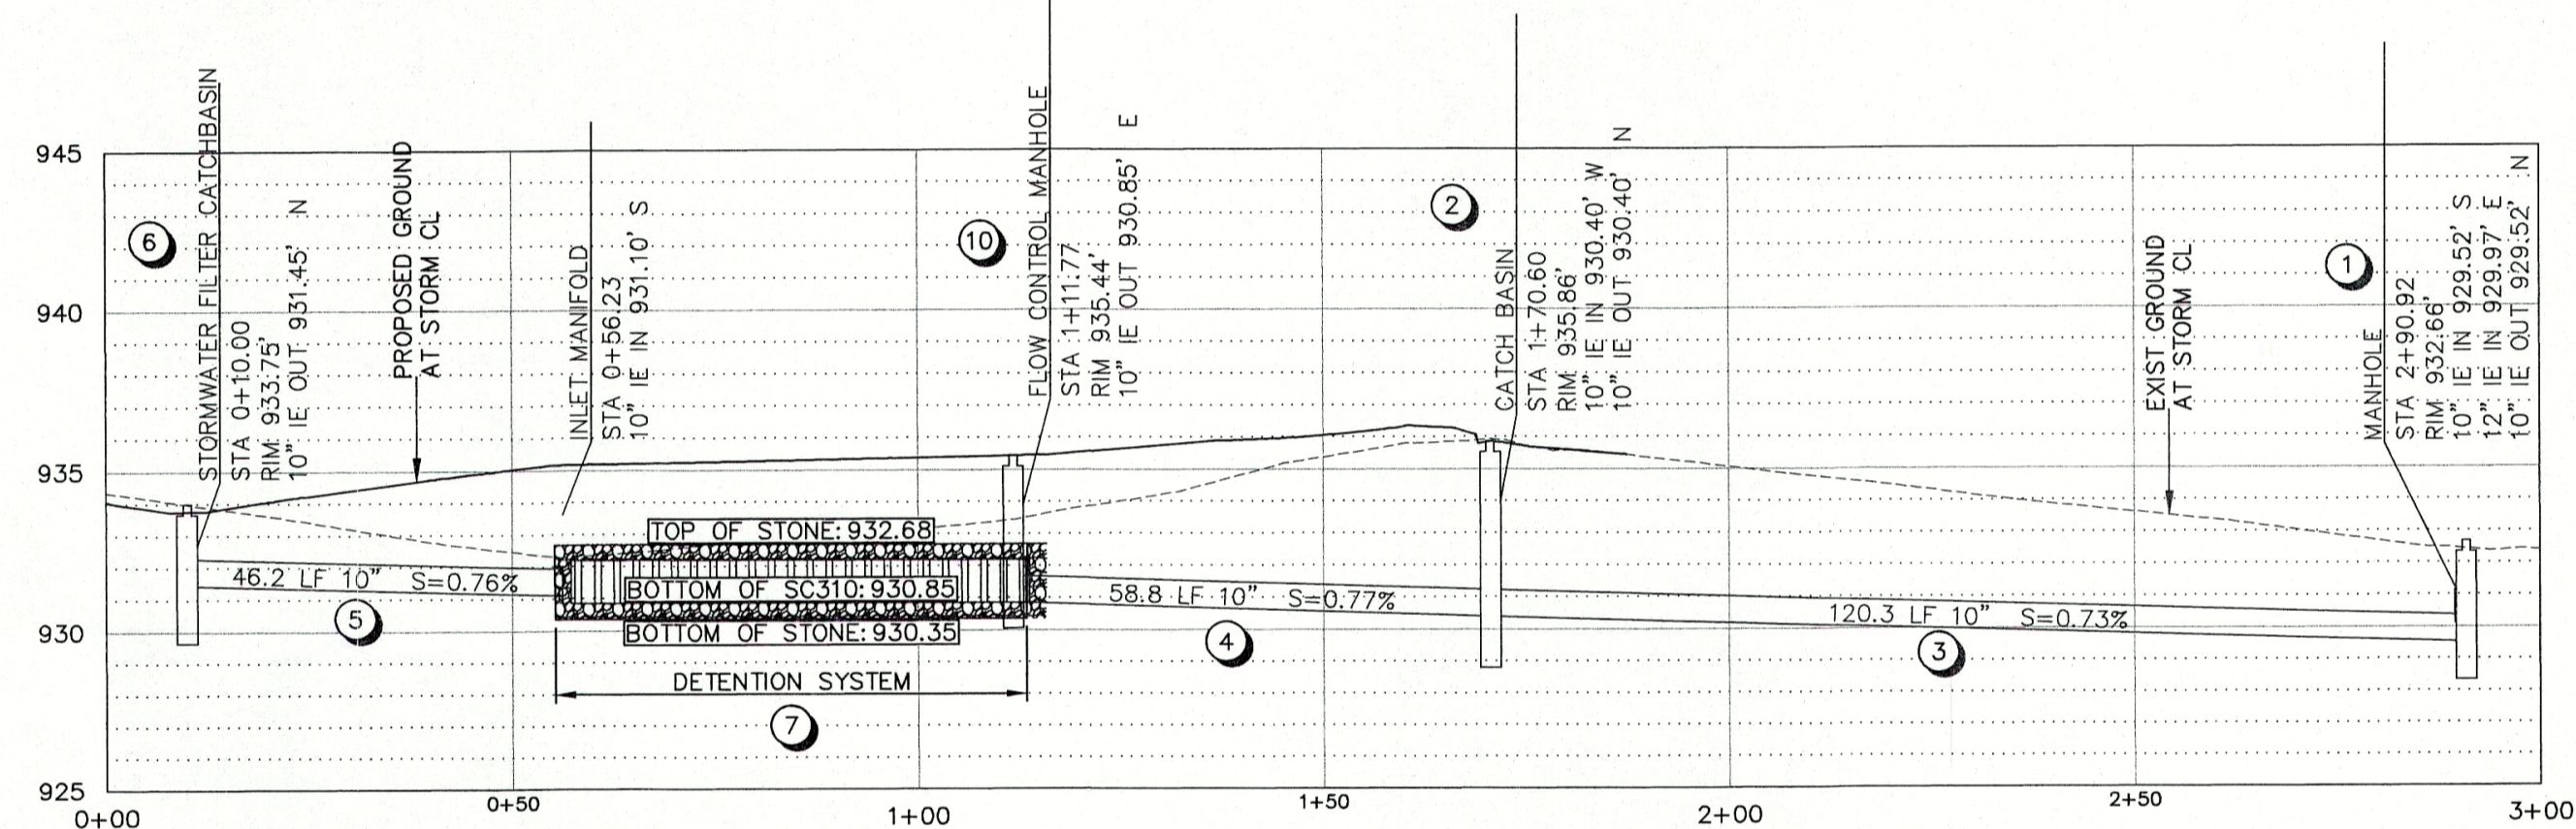 STORMWATER FILTER CATCHBASIN
STA 0+10.00
RIM 933.75'
10" IE OUT 931.45' N
PROPOSED GROUND
AT STORM CL
INLET MANIFOLD
STA 0+56.23
10" IE IN 931.10' S
FLOW CONTROL MANHOLE
STA 1+11.77
RIM 935.44'
10" IE OUT 930.85' E
CATCH BASIN
STA 1+70.60
RIM 935.86'
10" IE IN 930.40' W
10" IE OUT 930.40' N
EXIST GROUND
AT STORM CL
MANHOLE
STA 2+90.92
RIM 932.66'
10" IE IN 929.52' S
12" IE IN 929.97' E
10" IE OUT 929.52' N
6
10
2
1
945
940
935
930
925
TOP OF STONE: 932.68
BOTTOM OF SC310: 930.85
BOTTOM OF STONE: 930.35
46.2 LF 10" S=0.76%
5
58.8 LF 10" S=0.77%
4
120.3 LF 10" S=0.73%
3
DETENTION SYSTEM
7
0+00
0+50
1+00
1+50
2+00
2+50
3+00